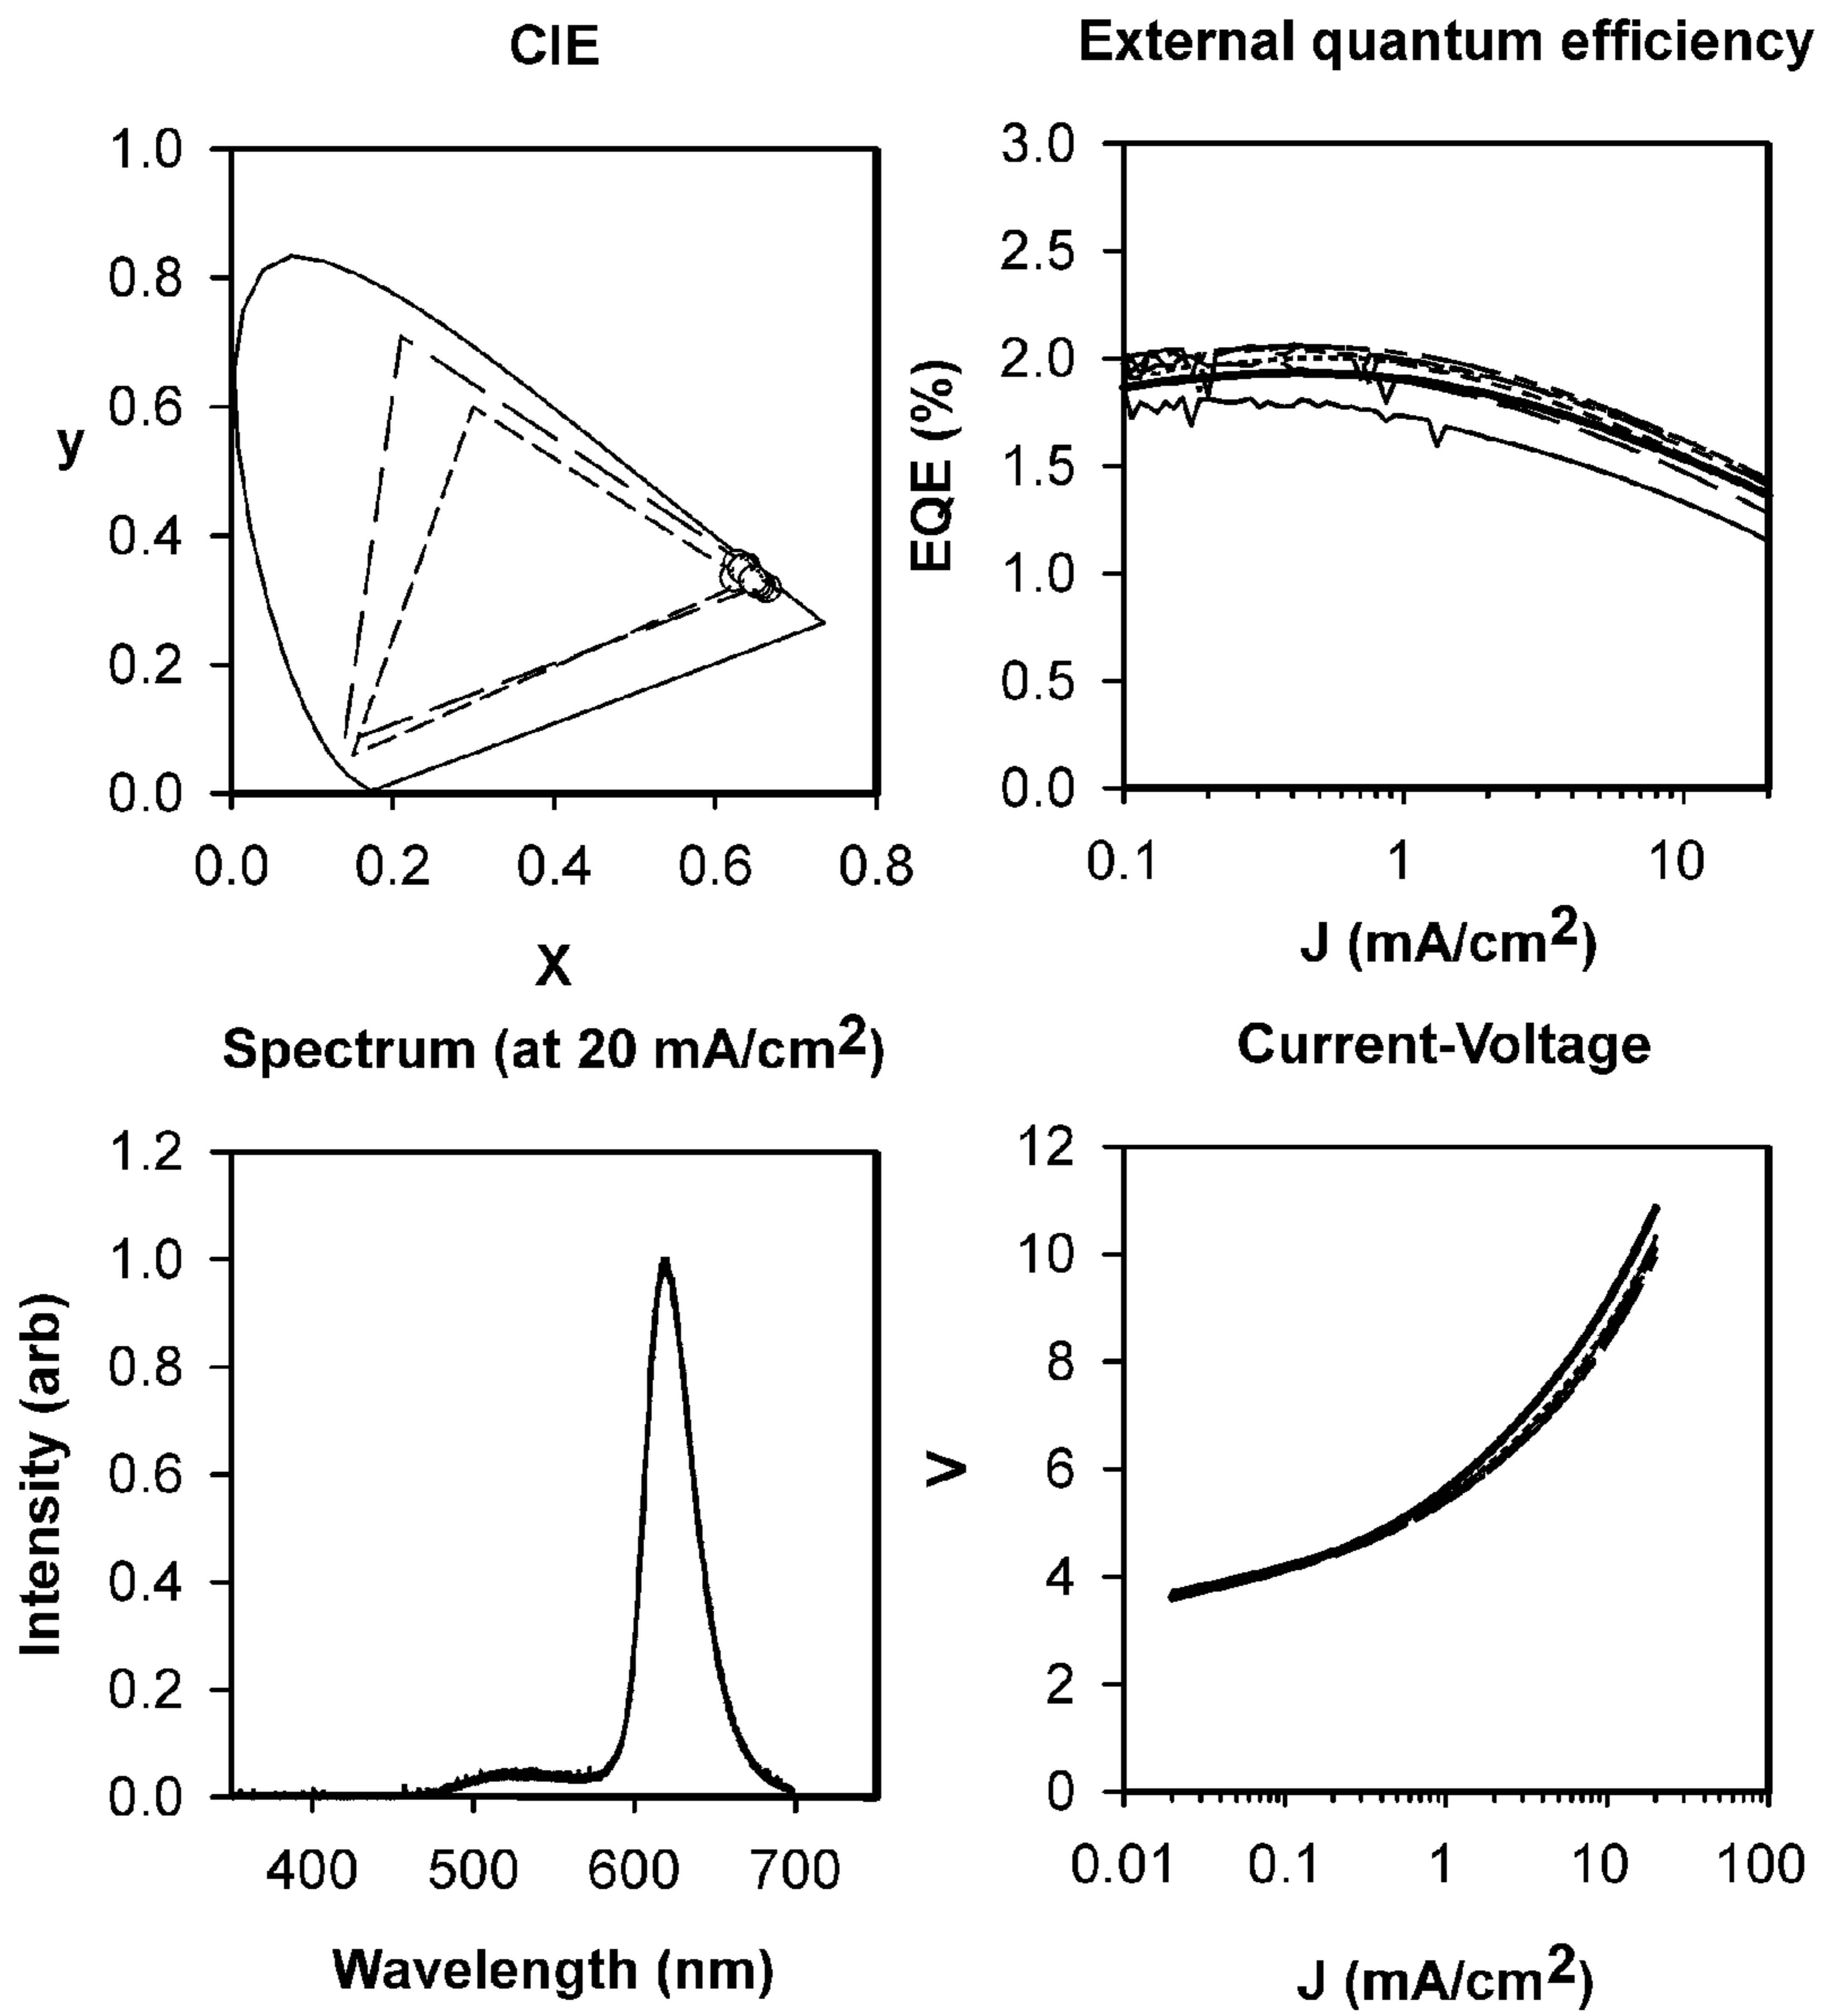 CIE
1.0
0.8
0.6
y
0.4
0.2
0.0
0.0 0.2 0.4 0.6 0.8
X
External quantum efficiency
3.0
2.5
2.0
EQE (%)
1.5
1.0
0.5
0.0
0.1 1 10
J (mA/cm2)
Spectrum (at 20 mA/cm2)
1.2
1.0
0.8
Intensity (arb)
0.6
0.4
0.2
0.0
400 500 600 700
Wavelength (nm)
Current-Voltage
12
10
8
V
6
4
2
0
0.01 0.1 1 10 100
J (mA/cm2)